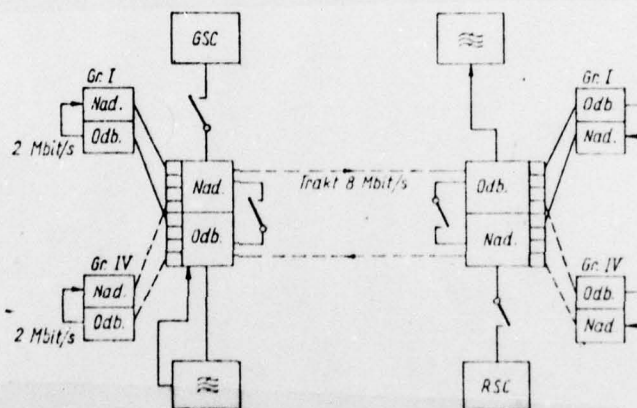 GSC
Gr. I
Nad.
Odb.
2 Mbit/s
Nad.
Odb.
Trakt 8 Mbit/s
Odb.
Nad.
Gr. I
Odb
Nad.
Gr. IV
Nad.
Odb.
2 Mbit/s
Gr. IV
Odb.
Nad
RSC